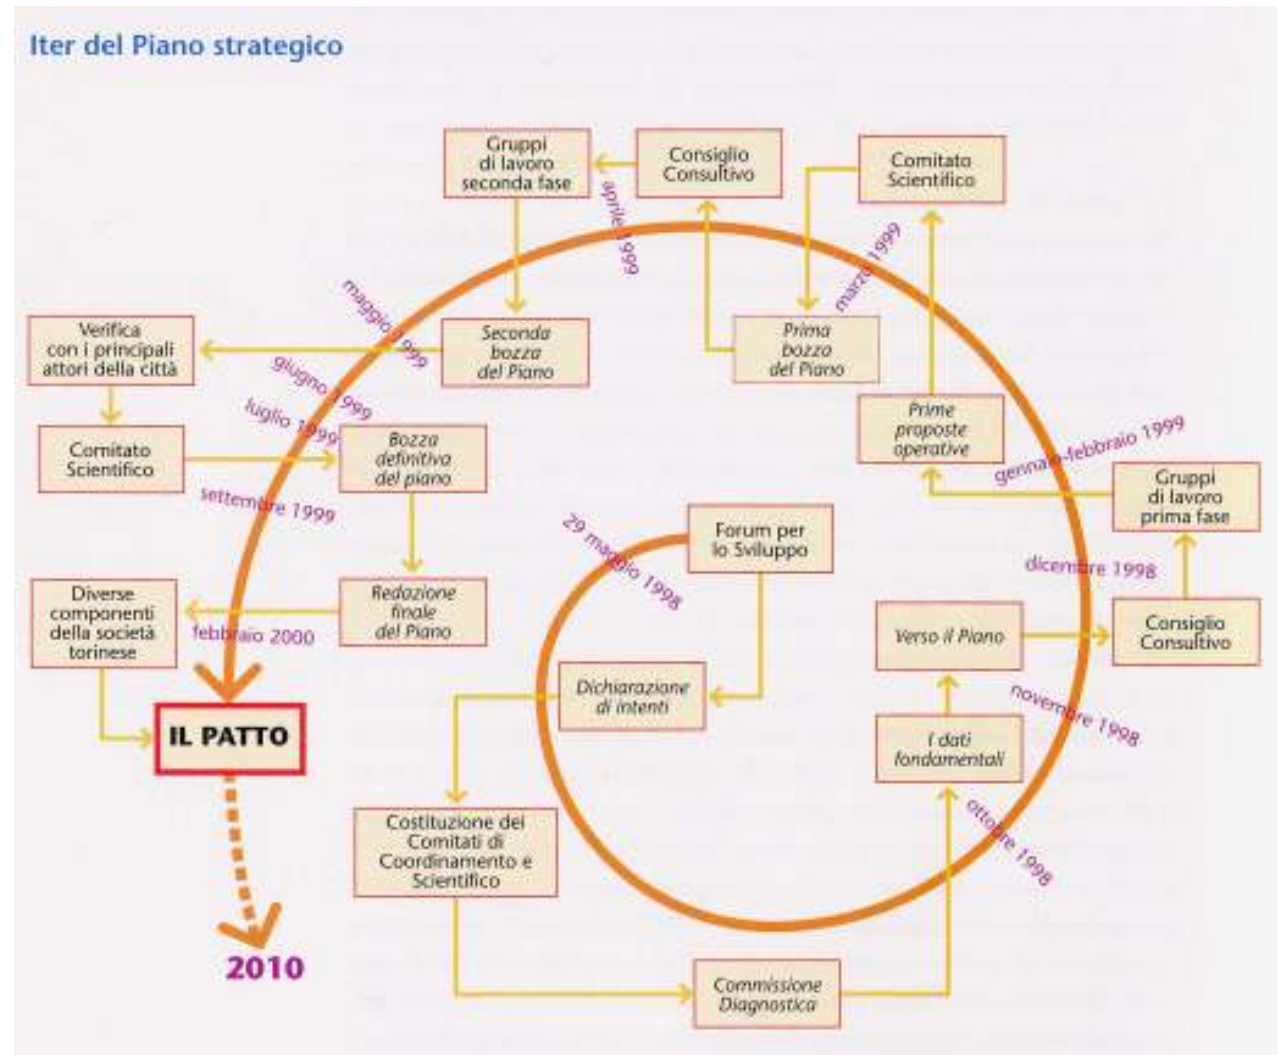 Iter del Piano strategico
Gruppi
di lavoro
seconda fase
Consiglio
Consultivo
Comitato
Scientifico
aprile 1999
marzo 1999
maggio 1999
Verifica
con i principali
attori della città
Seconda
bozza
del Piano
Prima
bozza
del Piano
giugno 1999
luglio 1999
Comitato
Scientifico
Bozza
definitiva
del piano
Prime
proposte
operative
gennaio-febbraio 1999
Gruppi
di lavoro
prima fase
settembre 1999
29 maggio 1998
Forum per
lo Sviluppo
dicembre 1998
Diverse
componenti
della società
torinese
Redazione
finale
del Piano
febbraio 2000
Verso il Piano
Consiglio
Consultivo
Dichiarazione
di intenti
novembre 1998
IL PATTO
I dati
fondamentali
ottobre 1998
Costituzione dei
Comitati di
Coordinamento e
Scientifico
2010
Commissione
Diagnostica